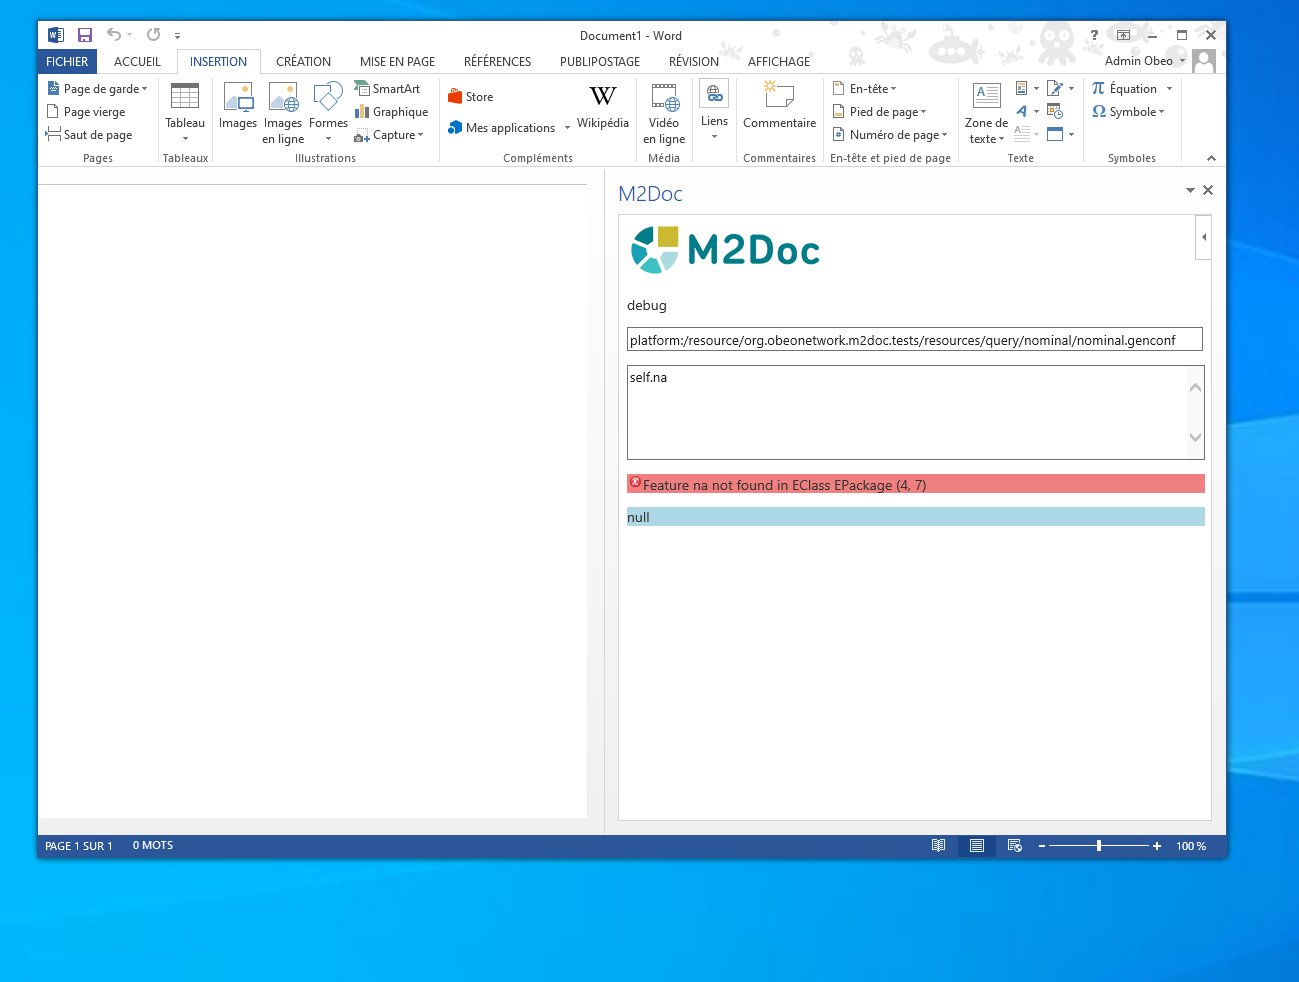 Document1 - Word
?
FICHIER ACCUEIL INSERTION CRÉATION MISE EN PAGE RÉFÉRENCES PUBLIPOSTAGE RÉVISION AFFICHAGE Admin Obeo
Page de garde
Page vierge
Saut de page
Pages
Tableau
Tableaux
Images
Images
en ligne
Formes
SmartArt
Graphique
Capture
Illustrations
Store
Mes applications
W
Wikipédia
Compléments
Vidéo
en ligne
Média
Liens
Commentaire
Commentaires
En-tête
Pied de page
# Numéro de page
En-tête et pied de page
A
Zone de
texte
A
A
Texte
π Équation
Ω Symbole
Symboles
M2Doc
M2Doc
debug
platform:/resource/org.obeonetwork.m2doc.tests/resources/query/nominal/nominal.genconf
self.na
Feature na not found in EClass EPackage (4, 7)
null
PAGE 1 SUR 1 0 MOTS 100 %